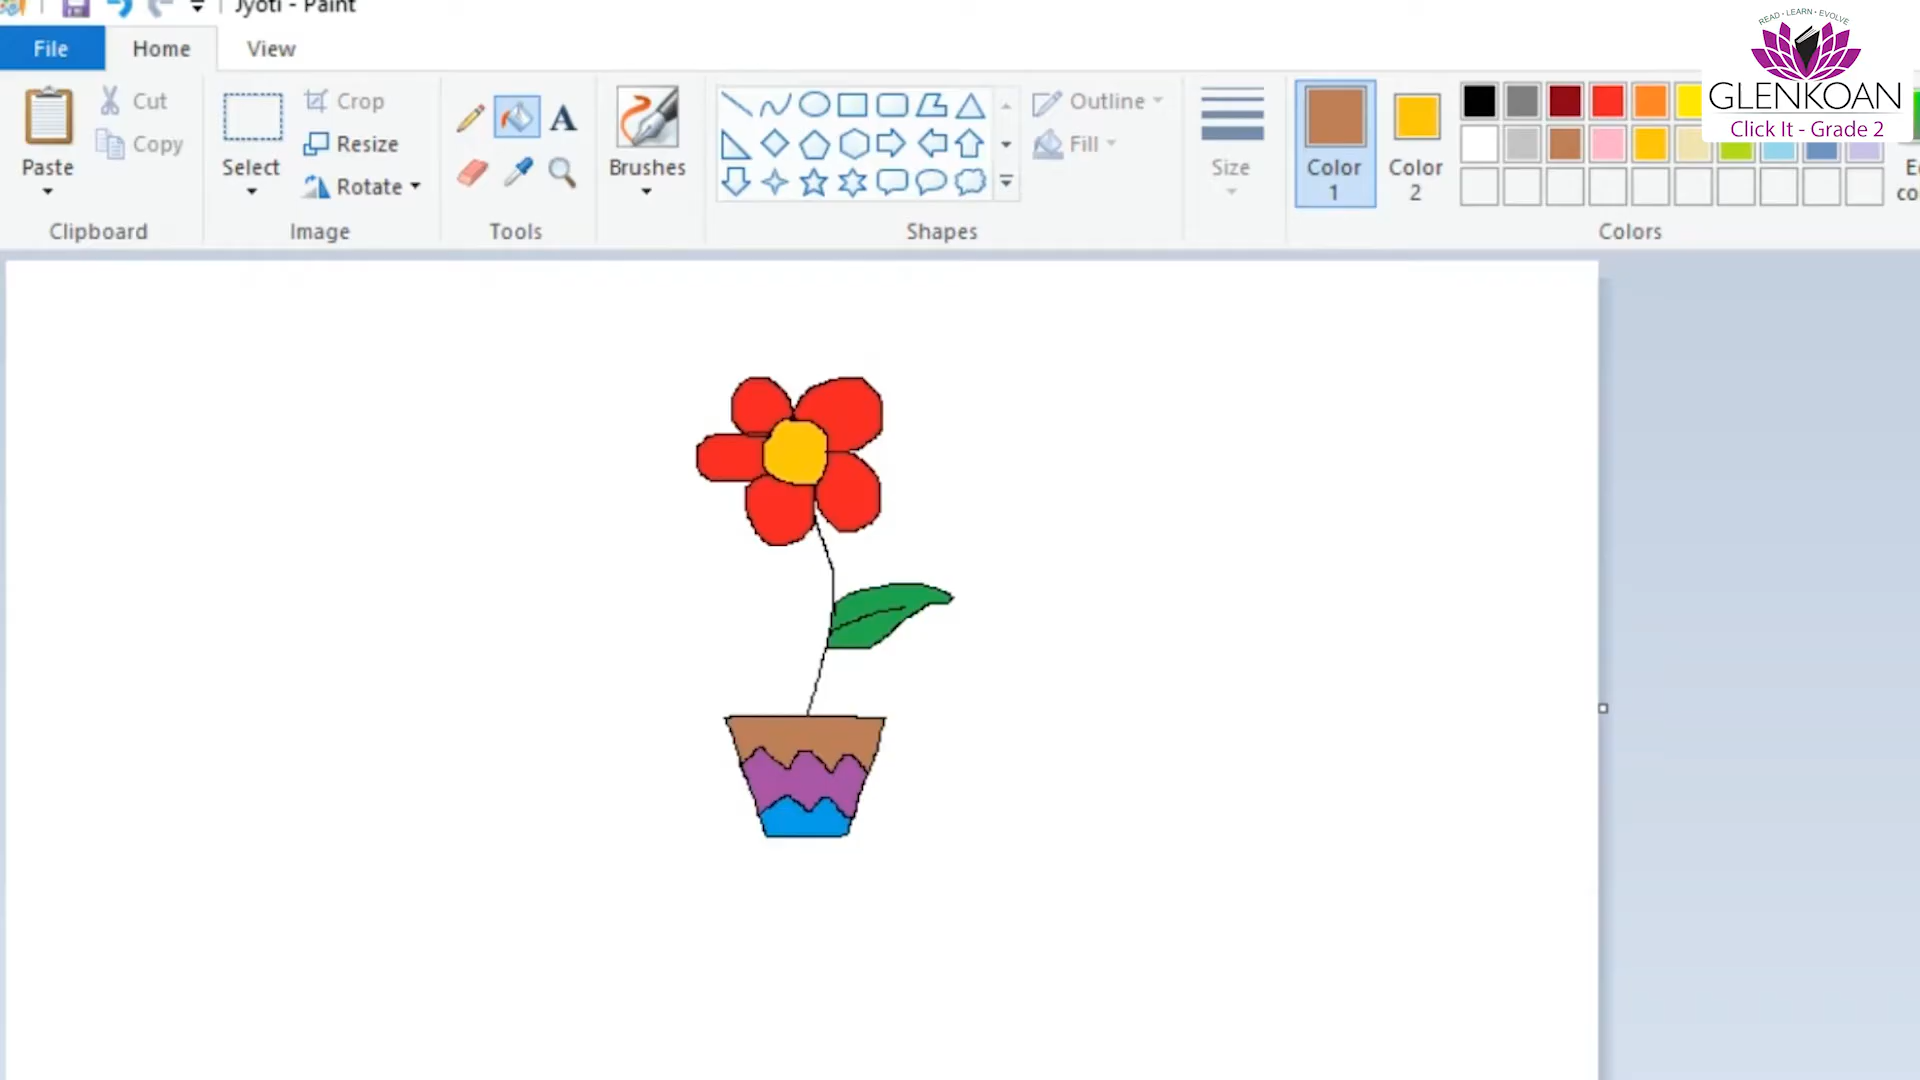 Jyoti - Paint
File Home View
READ • LEARN • EVOLVE
GLENKOAN
Click It - Grade 2
Paste
Cut
Copy
Clipboard
Select
Crop
Resize
Rotate
Image
A
Tools
Brushes
Shapes
Outline
Fill
Size
Color
1
Color
2
Colors